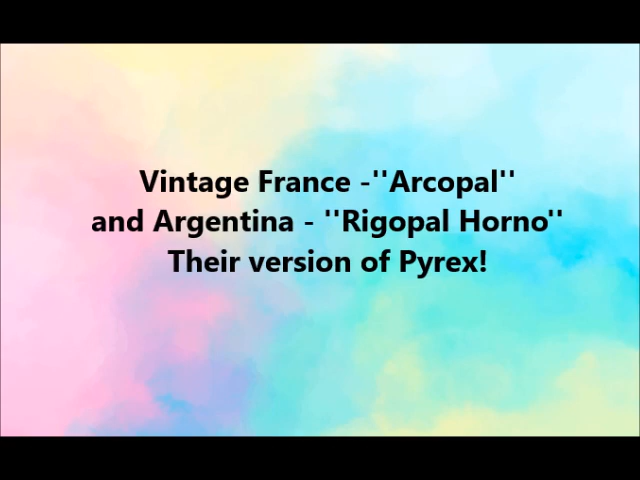 Vintage France -''Arcopal''
and Argentina - ''Rigopal Horno''
Their version of Pyrex!